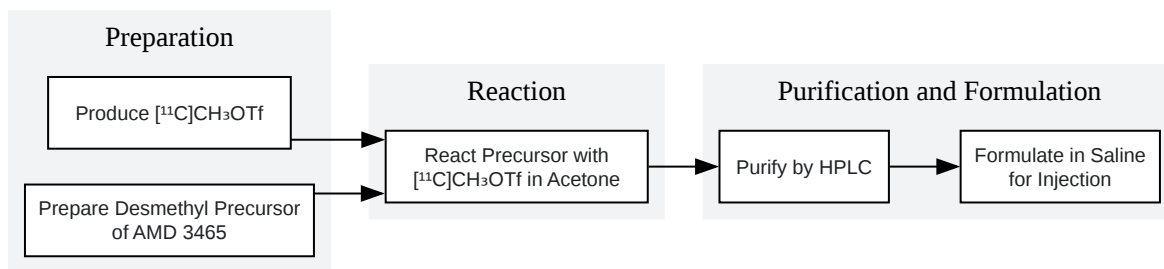 Preparation
Produce [¹¹C]CH₃OTf
Prepare Desmethyl Precursor
of AMD 3465
Reaction
React Precursor with
[¹¹C]CH₃OTf in Acetone
Purification and Formulation
Purify by HPLC
Formulate in Saline
for Injection